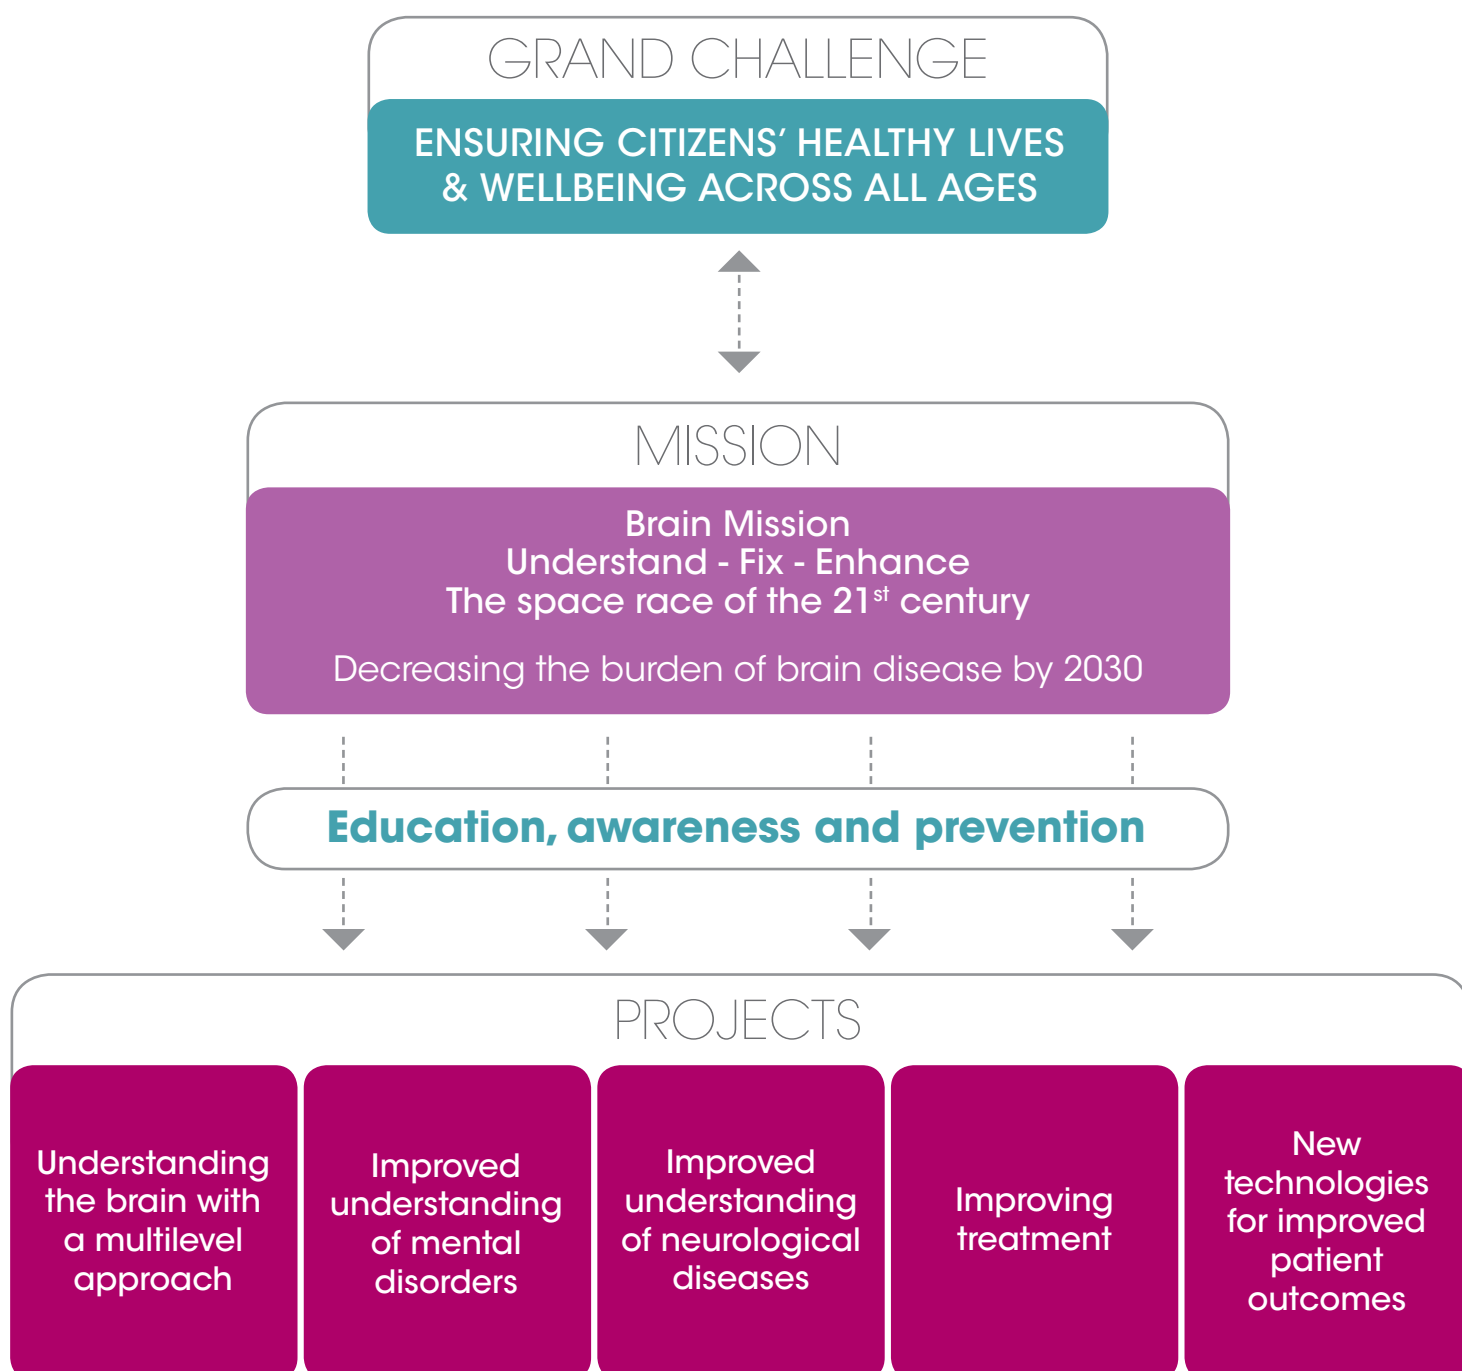 GRAND CHALLENGE
ENSURING CITIZENS’ HEALTHY LIVES
& WELLBEING ACROSS ALL AGES
MISSION
Brain Mission
Understand - Fix - Enhance
The space race of the 21st century
Decreasing the burden of brain disease by 2030
Education, awareness and prevention
PROJECTS
Understanding
the brain with
a multilevel
approach
Improved
understanding
of mental
disorders
Improved
understanding
of neurological
diseases
Improving
treatment
New
technologies
for improved
patient
outcomes